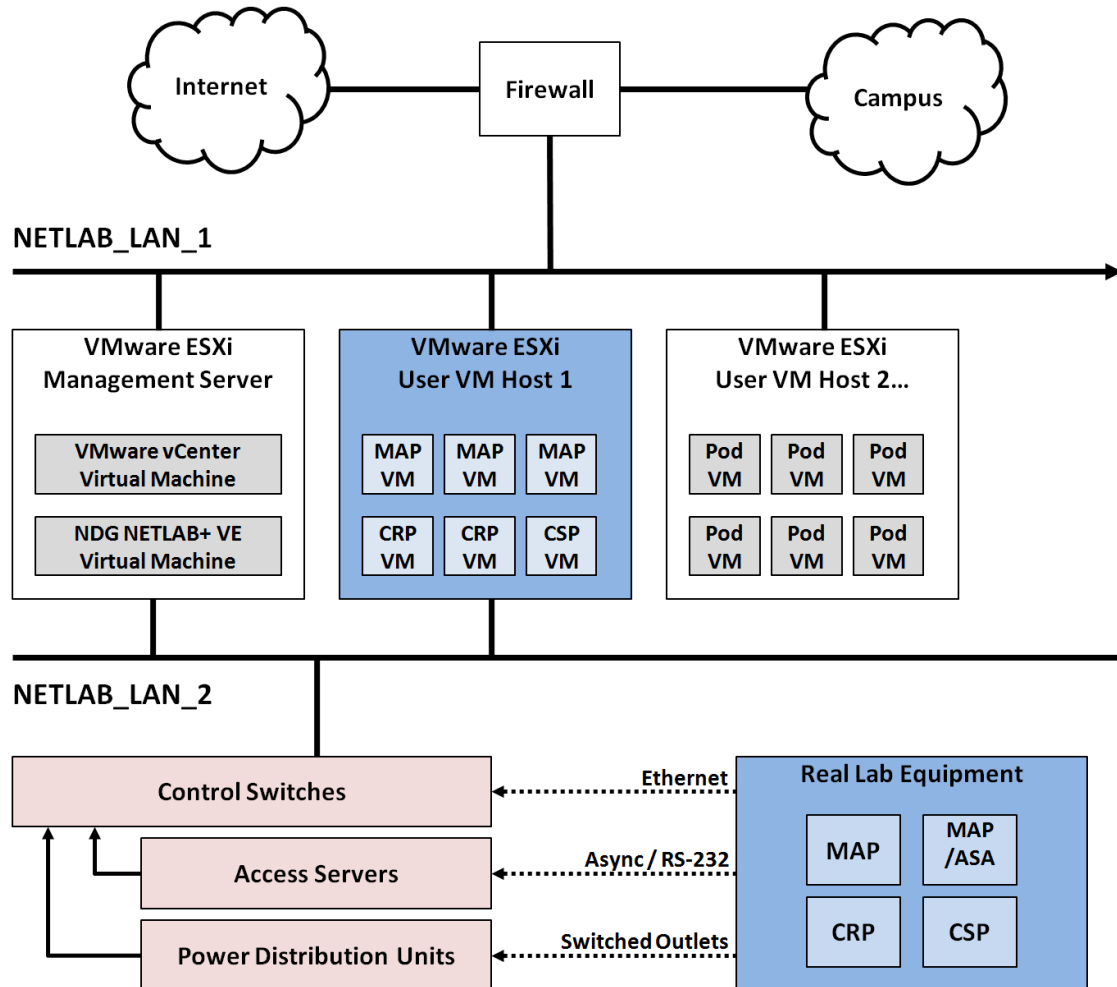 Internet
Firewall
Campus
NETLAB_LAN_1
VMware ESXi
Management Server
VMware vCenter
Virtual Machine
NDG NETLAB+ VE
Virtual Machine
VMware ESXi
User VM Host 1
MAP
VM
MAP
VM
MAP
VM
CRP
VM
CRP
VM
CSP
VM
VMware ESXi
User VM Host 2...
Pod
VM
Pod
VM
Pod
VM
Pod
VM
Pod
VM
Pod
VM
NETLAB_LAN_2
Control Switches
Access Servers
Power Distribution Units
Ethernet
Async / RS-232
Switched Outlets
Real Lab Equipment
MAP
MAP
/ASA
CRP
CSP